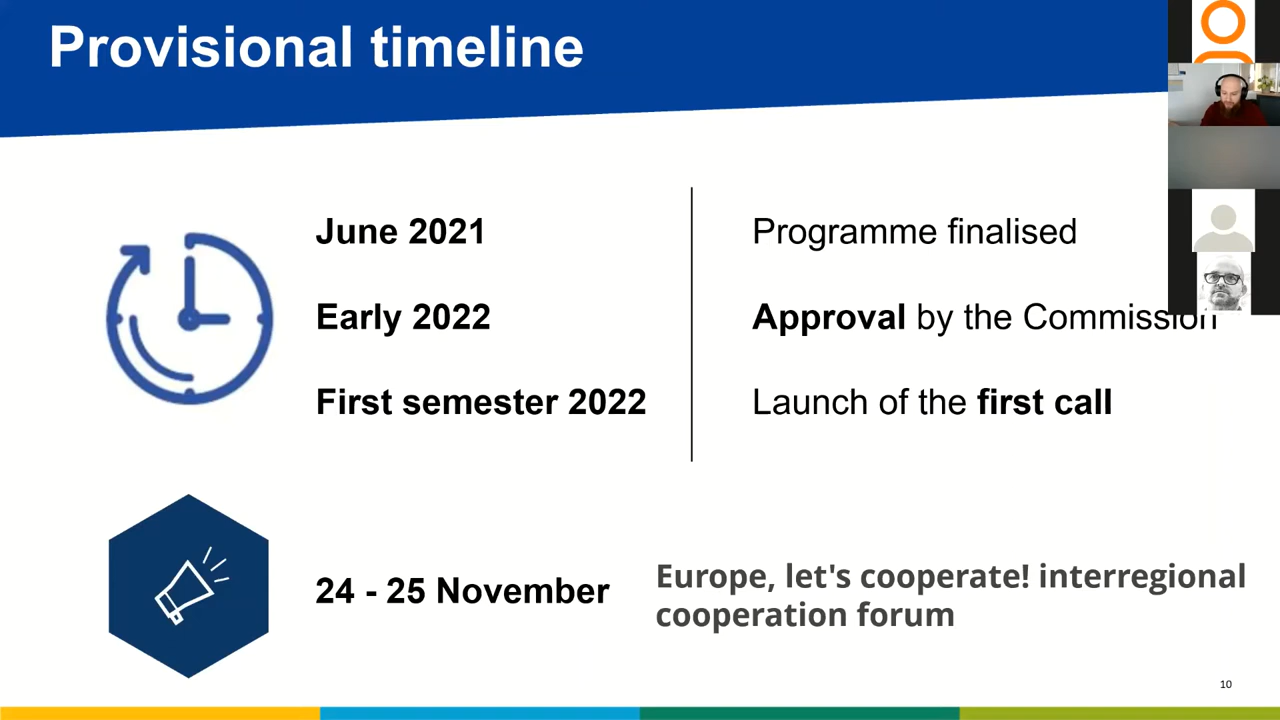 Provisional timeline
June 2021
Programme finalised
Early 2022
Approval by the Commission
First semester 2022
Launch of the first call
24 - 25 November
Europe, let's cooperate! interregional
cooperation forum
10